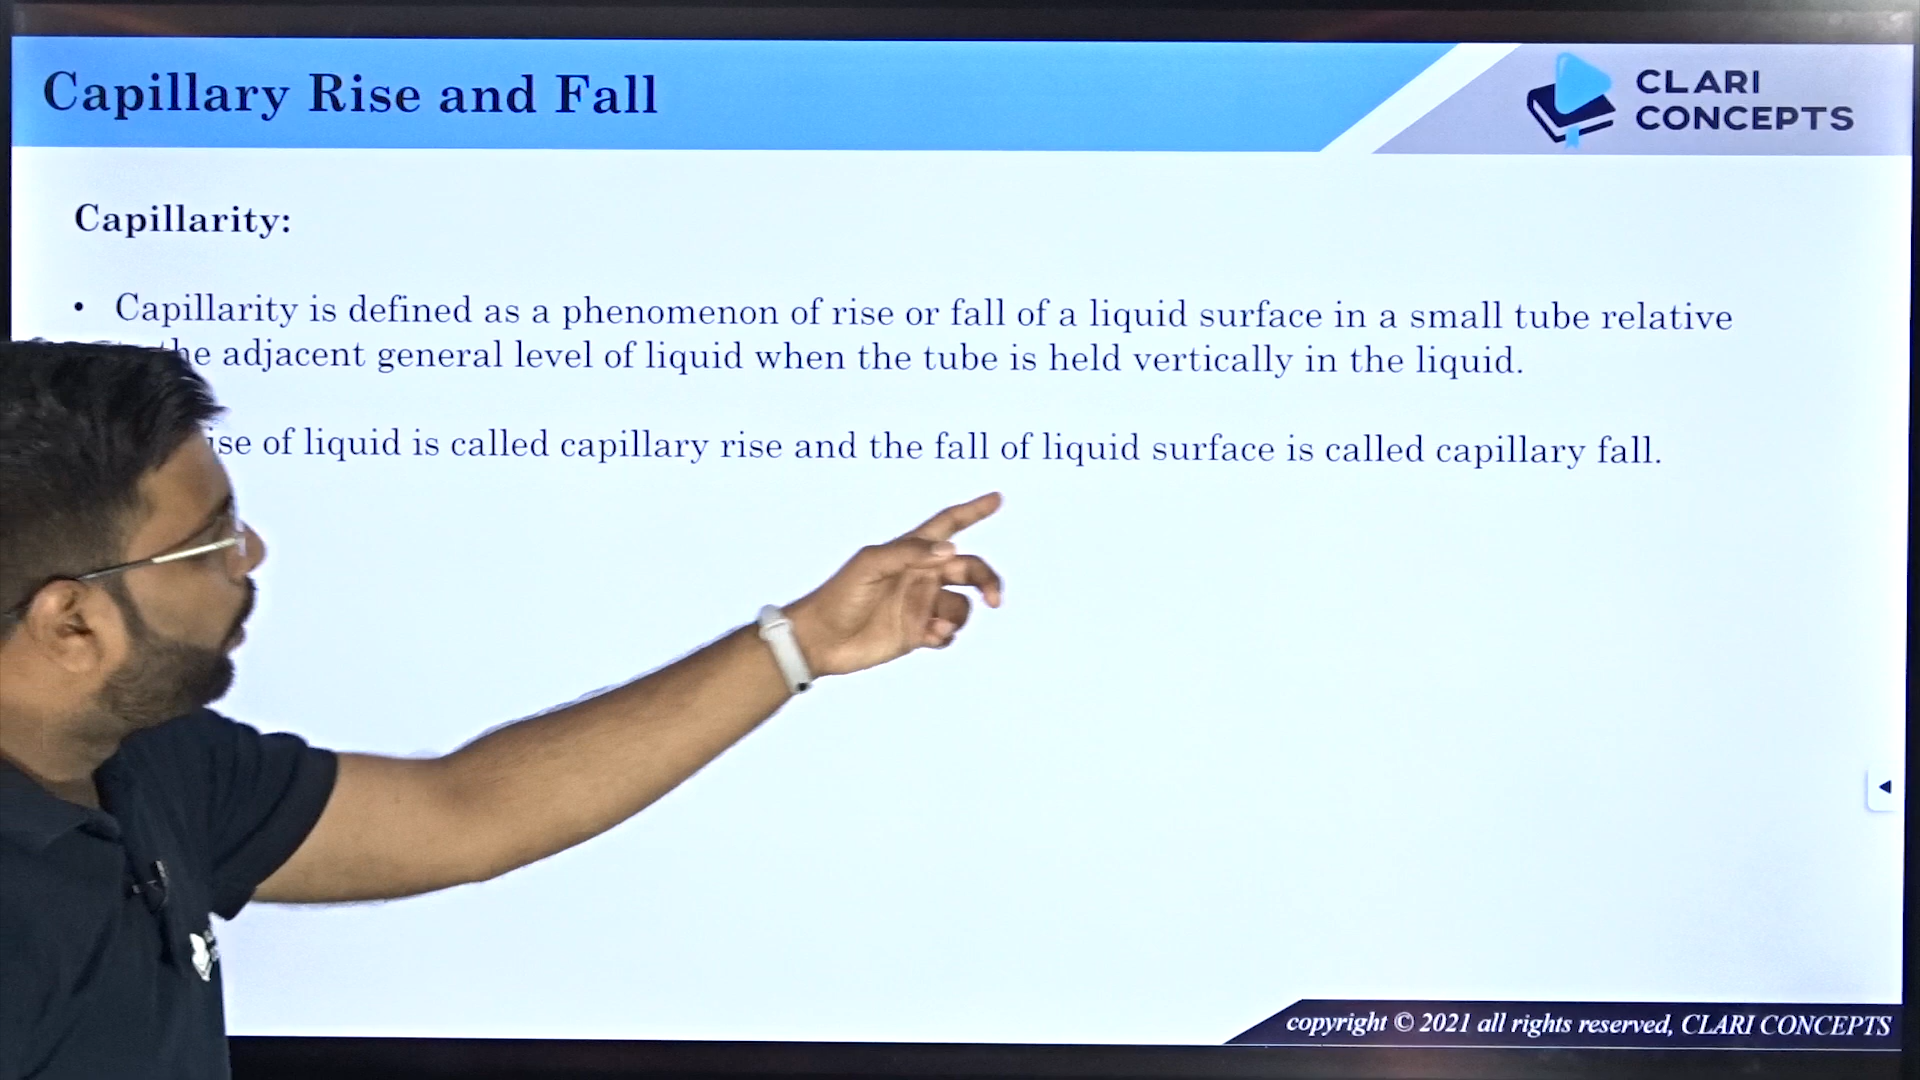 Capillary Rise and Fall
CLARI
CONCEPTS
Capillarity:
• Capillarity is defined as a phenomenon of rise or fall of a liquid surface in a small tube relative
adjacent general level of liquid when the tube is held vertically in the liquid.
of liquid is called capillary rise and the fall of liquid surface is called capillary fall.
copyright © 2021 all rights reserved, CLARI CONCEPTS